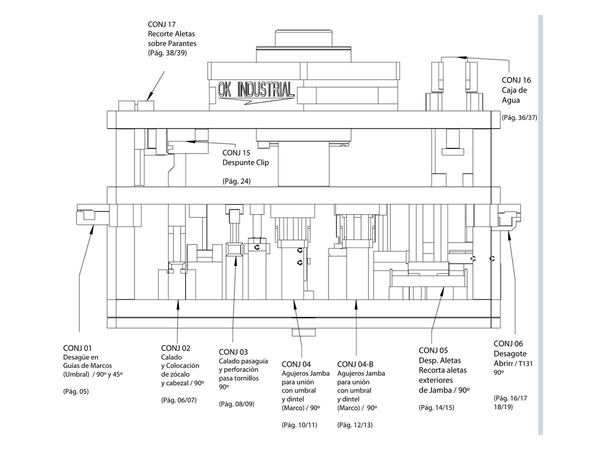 CONJ 17
Recorte Aletas
sobre Parantes
(Pág. 38/39)
OK INDUSTRIAL
CONJ 16
Caja de
Agua
(Pág. 36/37)
CONJ 15
Despunte Clip
(Pág. 24)
CONJ 01
Desagüe en
Guías de Marcos
(Umbral) / 90º y 45º
(Pág. 05)
CONJ 02
Calado
y Colocación
de zócalo
y cabezal / 90º
(Pág. 06/07)
CONJ 03
Calado pasaguía
y perforación
pasa tornillos
90º
(Pág. 08/09)
CONJ 04
Agujeros Jamba
para unión
con umbral
y dintel
(Marco) / 90º
(Pág. 10/11)
CONJ 04-B
Agujeros Jamba
para unión
con umbral
y dintel
(Marco) / 90º
(Pág. 12/13)
CONJ 05
Desp. Aletas
Recorta aletas
exteriores
de Jamba / 90º
(Pág. 14/15)
CONJ 06
Desagote
Abrirr / T131
90º
(Pág. 16/17
18/19)